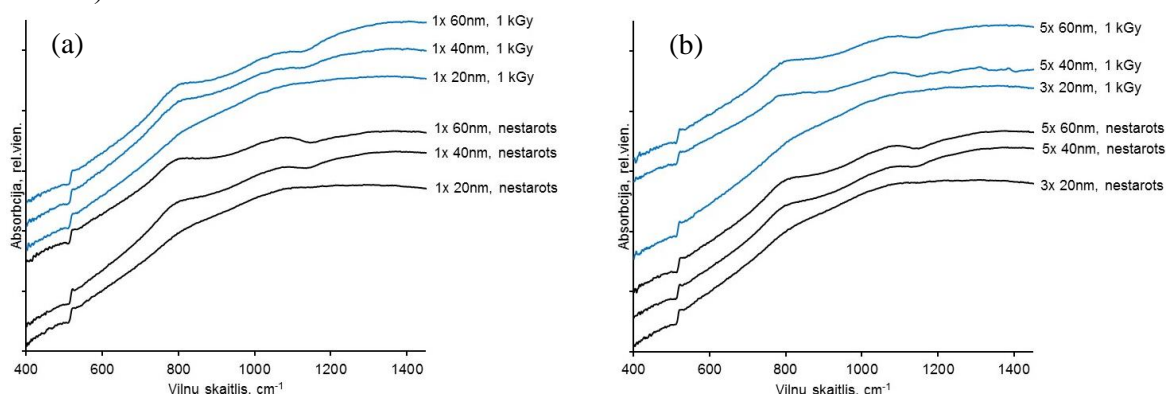 (a)
1x 60nm, 1 kGy
1x 40nm, 1 kGy
1x 20nm, 1 kGy
1x 60nm, nestarots
1x 40nm, nestarots
1x 20nm, nestarots
Absorbcija, rel.vien.
400 600 800 1000 1200 1400
Viļņu skaitlis, cm⁻¹
(b)
5x 60nm, 1 kGy
5x 40nm, 1 kGy
3x 20nm, 1 kGy
5x 60nm, nestarots
5x 40nm, nestarots
3x 20nm, nestarots
Absorbcija, rel.vien.
400 600 800 1000 1200 1400
Viļņu skaitlis, cm⁻¹